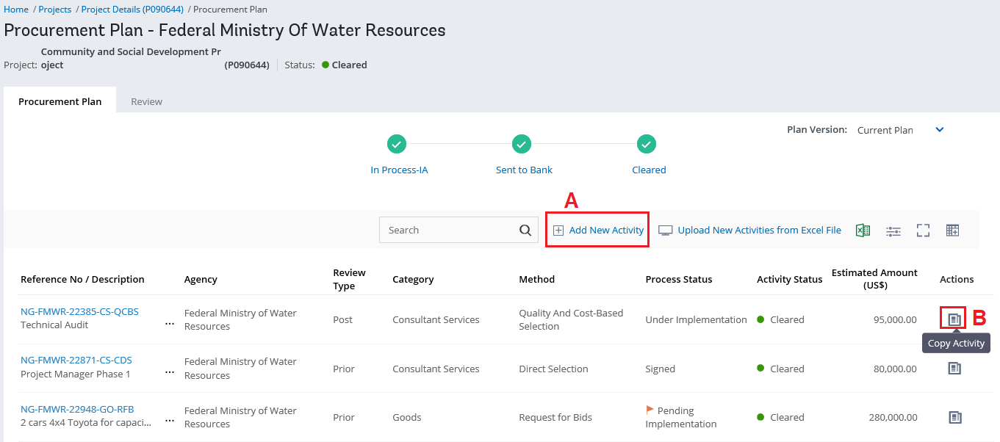 Home / Projects / Project Details (P090644) / Procurement Plan
Procurement Plan - Federal Ministry Of Water Resources
Community and Social Development Pr
Project: oject (P090644) Status: Cleared
Procurement Plan Review
Plan Version: Current Plan
In Process-IA Sent to Bank Cleared
A
Search Add New Activity Upload New Activities from Excel File
Reference No / Description Agency Review Type Category Method Process Status Activity Status Estimated Amount (US$) Actions
NG-FMWR-22385-CS-QCBS
Technical Audit ... Federal Ministry of Water Resources Post Consultant Services Quality And Cost-Based Selection Under Implementation Cleared 95,000.00 B
Copy Activity
NG-FMWR-22871-CS-CDS
Project Manager Phase 1 ... Federal Ministry of Water Resources Prior Consultant Services Direct Selection Signed Cleared 80,000.00
NG-FMWR-22948-GO-RFB
2 cars 4x4 Toyota for capaci... ... Federal Ministry of Water Resources Prior Goods Request for Bids Pending Implementation Cleared 280,000.00